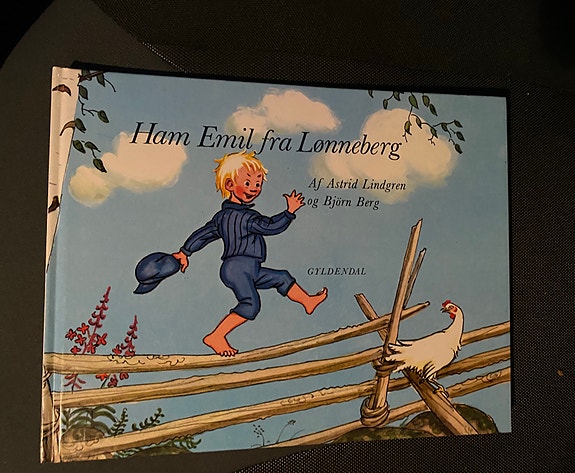 Ham Emil fra Lønneberg
Af Astrid Lindgren
og Björn Berg
GYLDENDAL